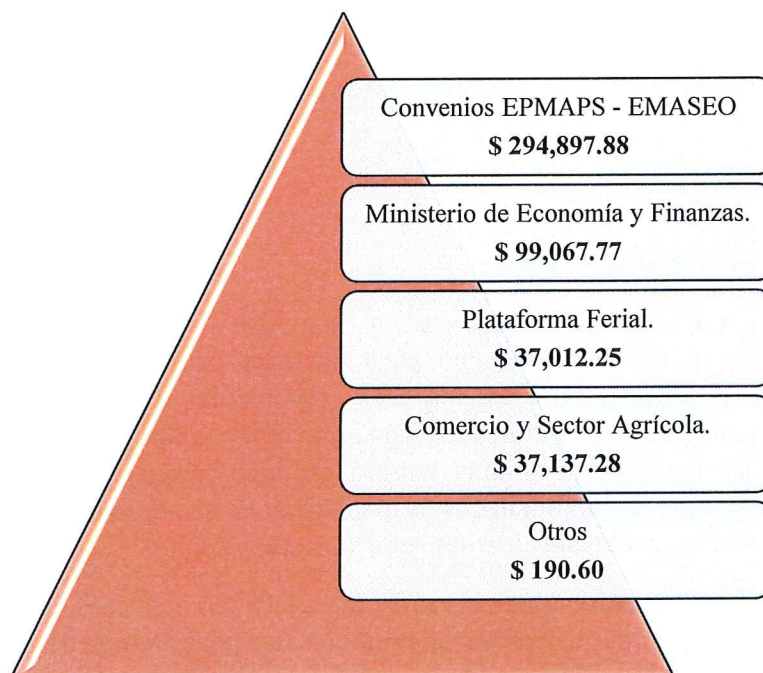 Convenios EPMAPS - EMASEO
$ 294,897.88
Ministerio de Economía y Finanzas.
$ 99,067.77
Plataforma Ferial.
$ 37,012.25
Comercio y Sector Agrícola.
$ 37,137.28
Otros
$ 190.60